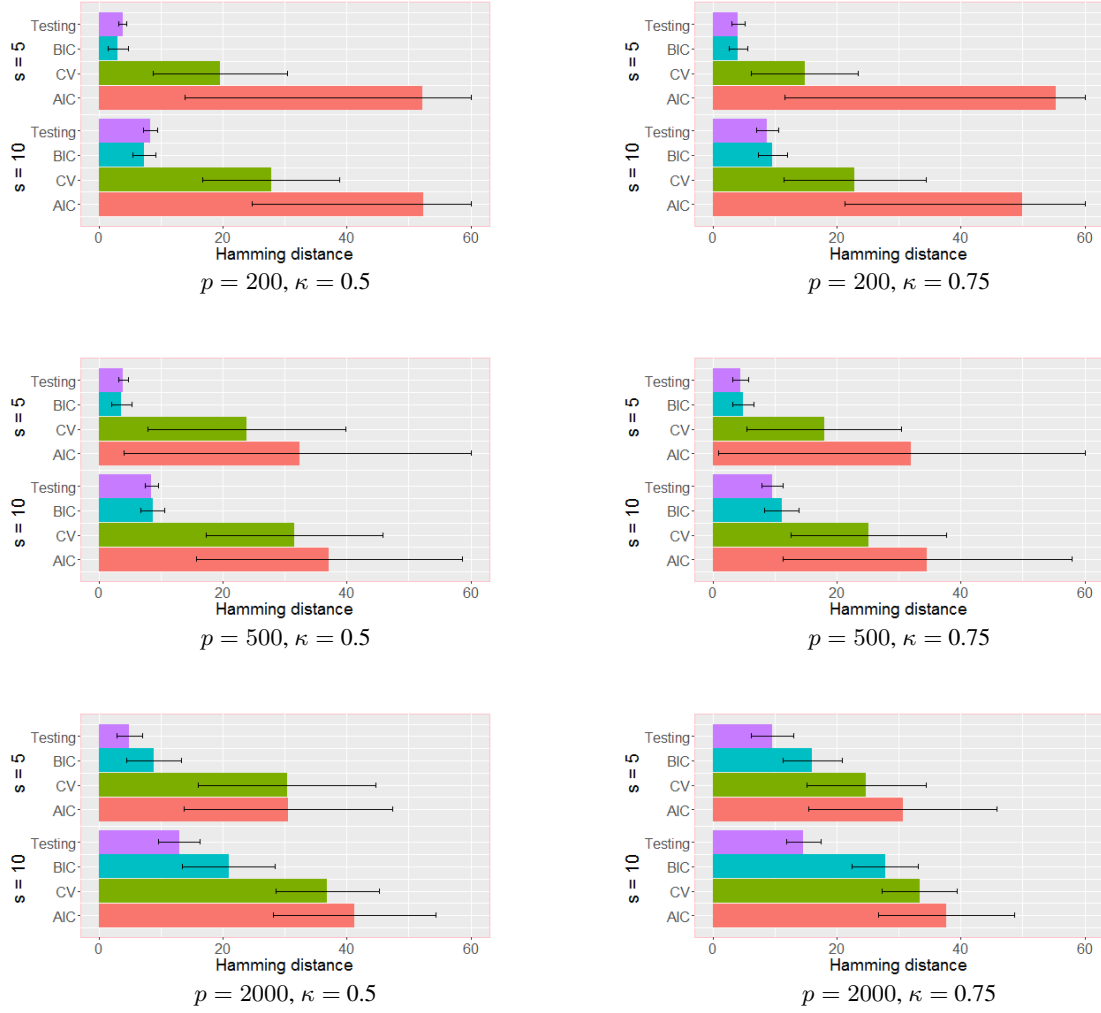 s = 5
Testing
BIC
CV
AIC
s = 10
Testing
BIC
CV
AIC
0 20 40 60
Hamming distance
p = 200, κ = 0.5
s = 5
Testing
BIC
CV
AIC
s = 10
Testing
BIC
CV
AIC
0 20 40 60
Hamming distance
p = 200, κ = 0.75
s = 5
Testing
BIC
CV
AIC
s = 10
Testing
BIC
CV
AIC
0 20 40 60
Hamming distance
p = 500, κ = 0.5
s = 5
Testing
BIC
CV
AIC
s = 10
Testing
BIC
CV
AIC
0 20 40 60
Hamming distance
p = 500, κ = 0.75
s = 5
Testing
BIC
CV
AIC
s = 10
Testing
BIC
CV
AIC
0 20 40 60
Hamming distance
p = 2000, κ = 0.5
s = 5
Testing
BIC
CV
AIC
s = 10
Testing
BIC
CV
AIC
0 20 40 60
Hamming distance
p = 2000, κ = 0.75